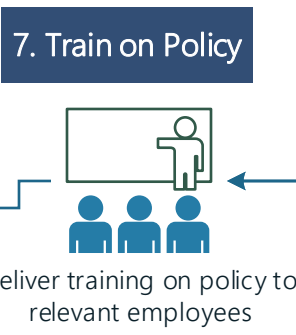 7. Train on Policy
eliver training on policy to
relevant employees